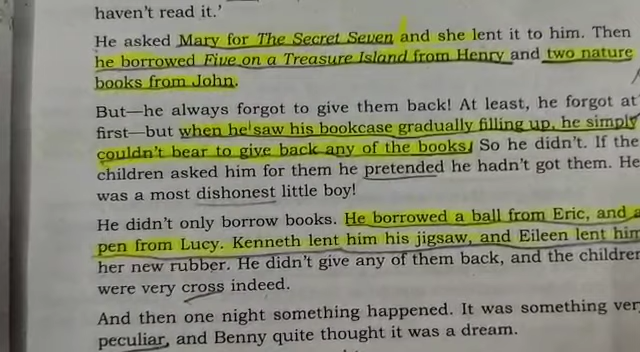 haven't read it.'
He asked Mary for The Secret Seven and she lent it to him. Then
he borrowed Five on a Treasure Island from Henry and two nature
books from John.
But—he always forgot to give them back! At least, he forgot at
first—but when he saw his bookcase gradually filling up, he simply
couldn't bear to give back any of the books. So he didn't. If the
children asked him for them he pretended he hadn't got them. He
was a most dishonest little boy!
He didn't only borrow books. He borrowed a ball from Eric, and a
pen from Lucy. Kenneth lent him his jigsaw, and Eileen lent him
her new rubber. He didn't give any of them back, and the children
were very cross indeed.
And then one night something happened. It was something very
peculiar, and Benny quite thought it was a dream.